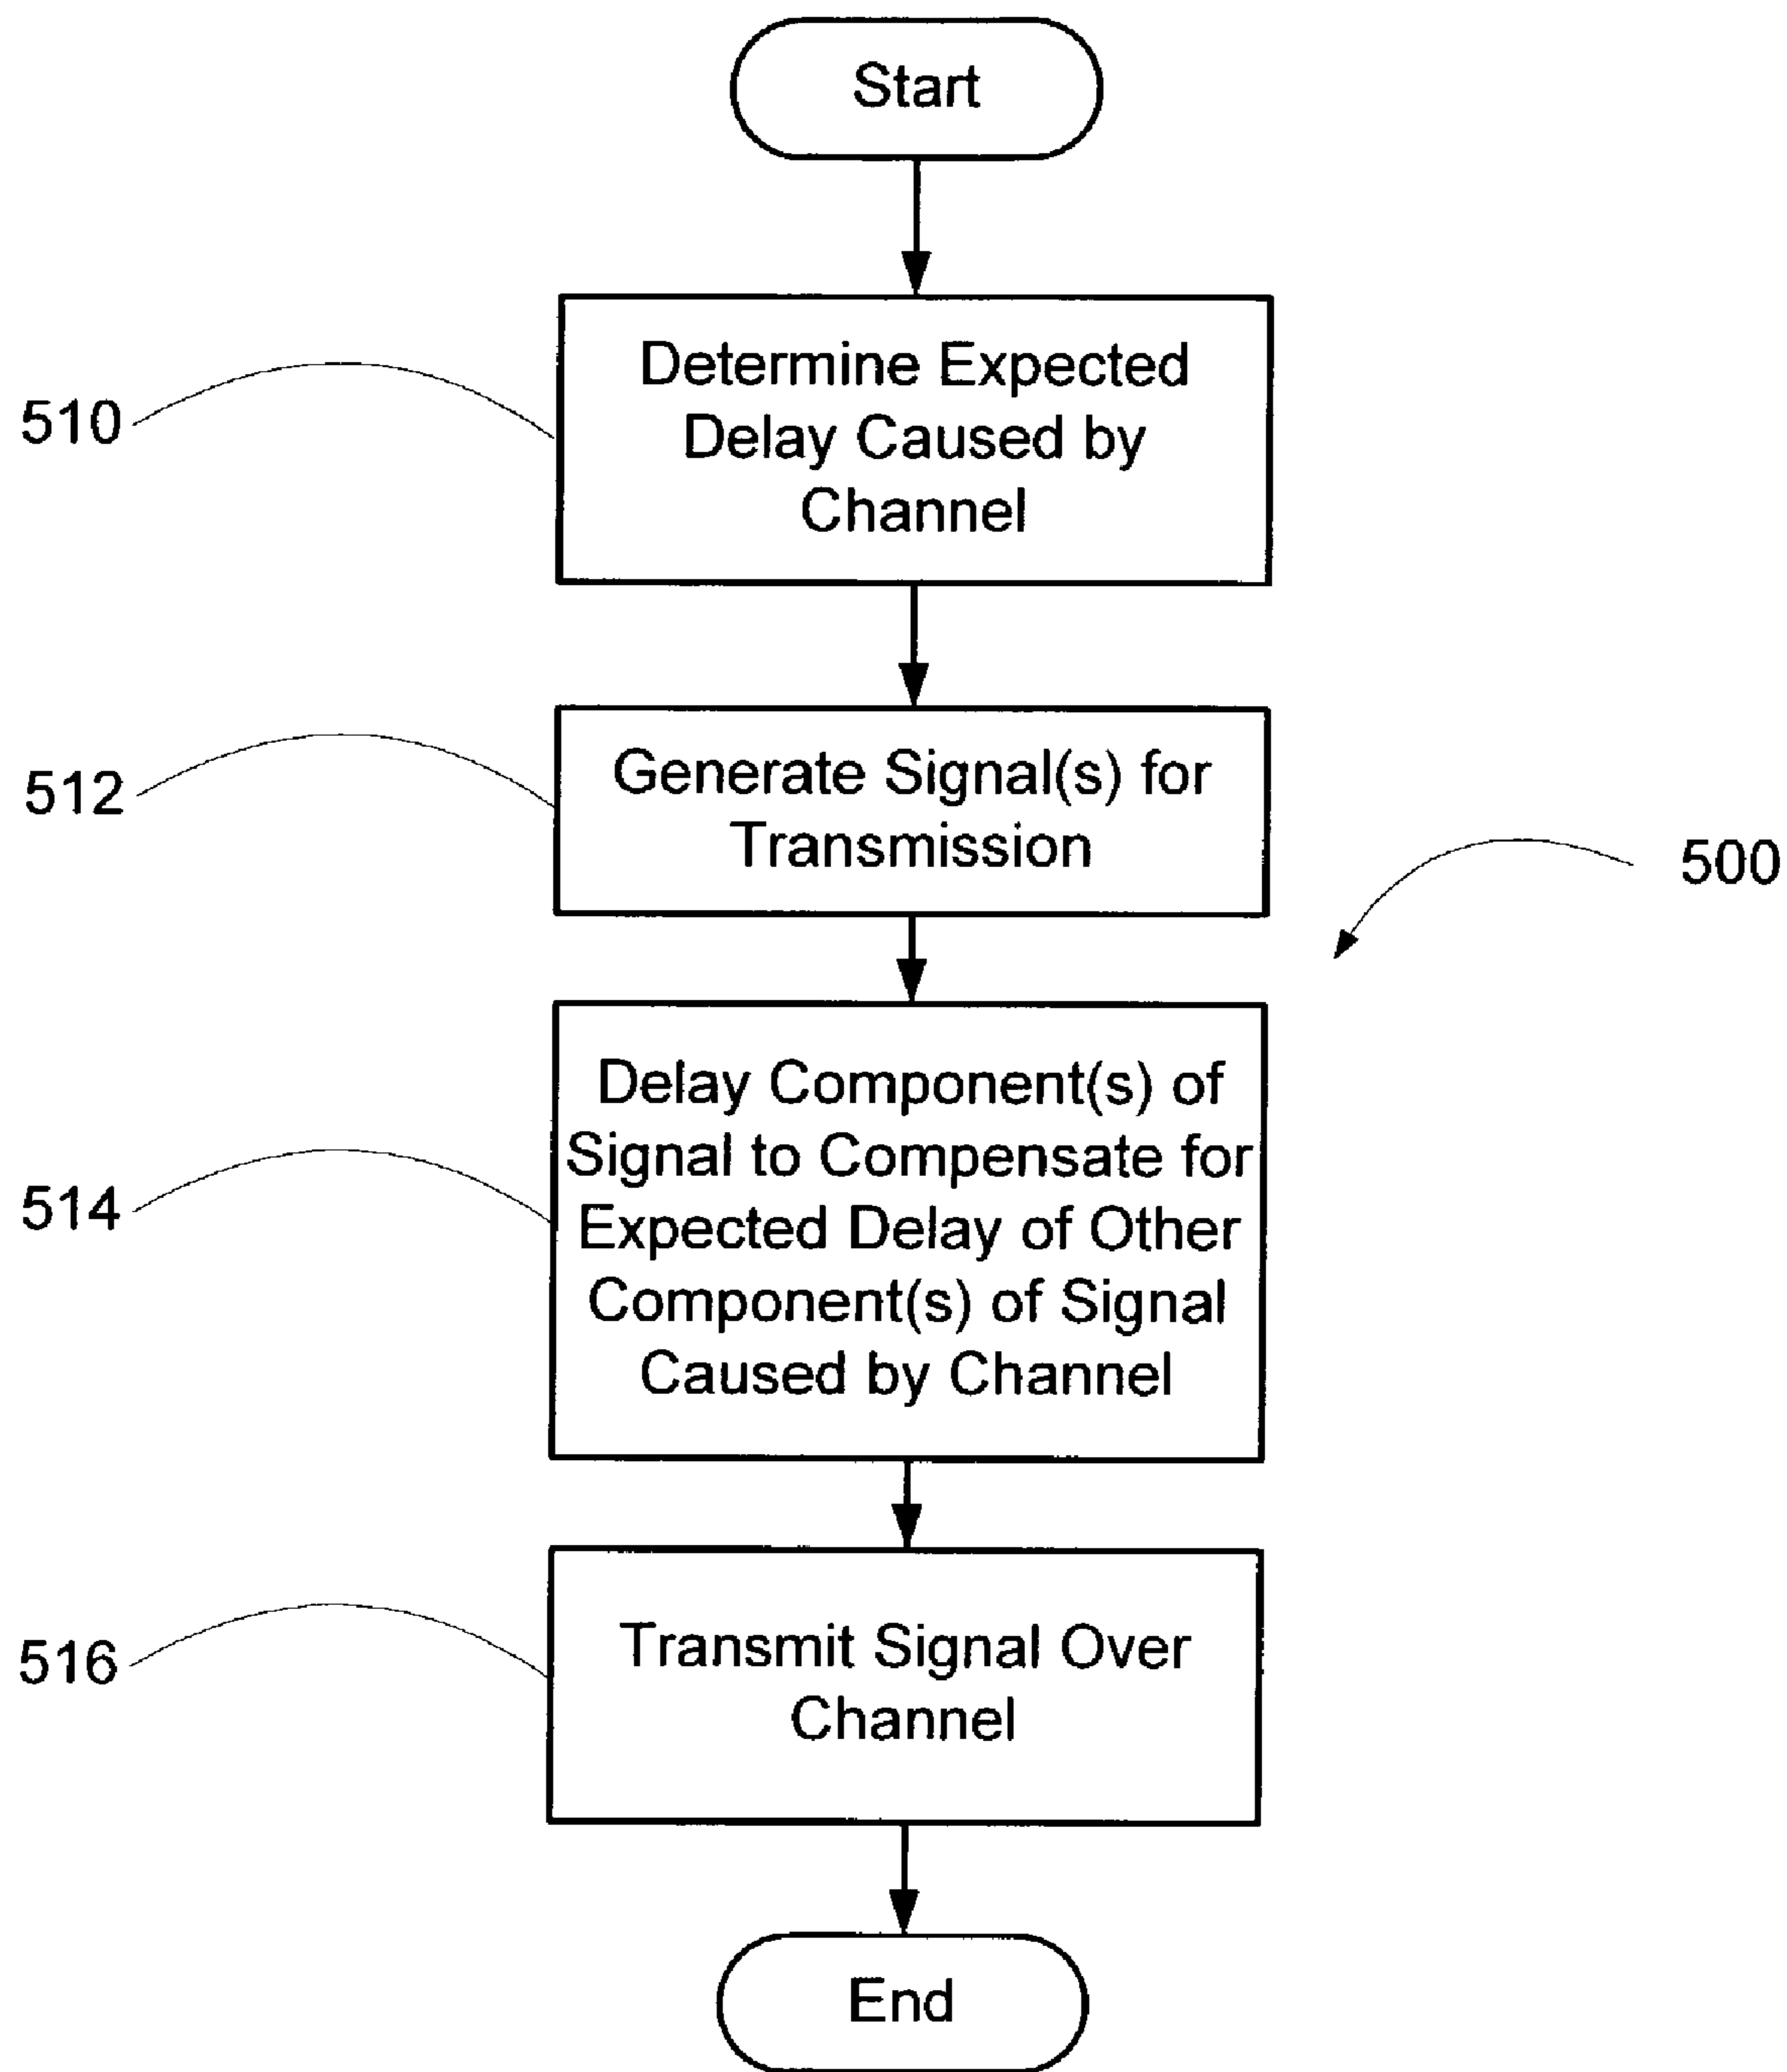 Start
510
Determine Expected
Delay Caused by
Channel
512
Generate Signal(s) for
Transmission
500
514
Delay Component(s) of
Signal to Compensate for
Expected Delay of Other
Component(s) of Signal
Caused by Channel
516
Transmit Signal Over
Channel
End